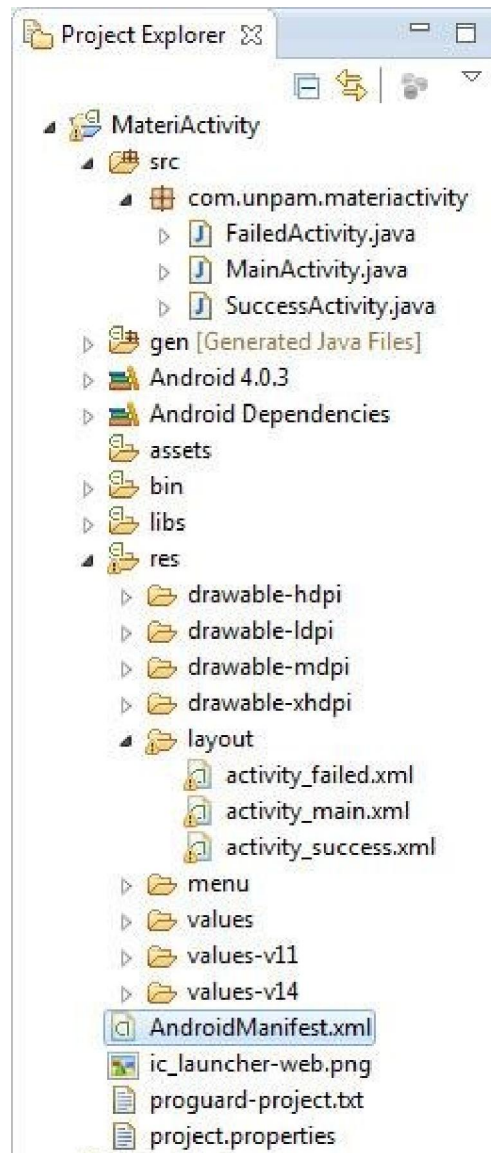 Project Explorer
MateriActivity
src
com.unpam.materiactivity
FailedActivity.java
MainActivity.java
SuccessActivity.java
gen [Generated Java Files]
Android 4.0.3
Android Dependencies
assets
bin
libs
res
drawable-hdpi
drawable-ldpi
drawable-mdpi
drawable-xhdpi
layout
activity_failed.xml
activity_main.xml
activity_success.xml
menu
values
values-v11
values-v14
AndroidManifest.xml
ic_launcher-web.png
proguard-project.txt
project.properties